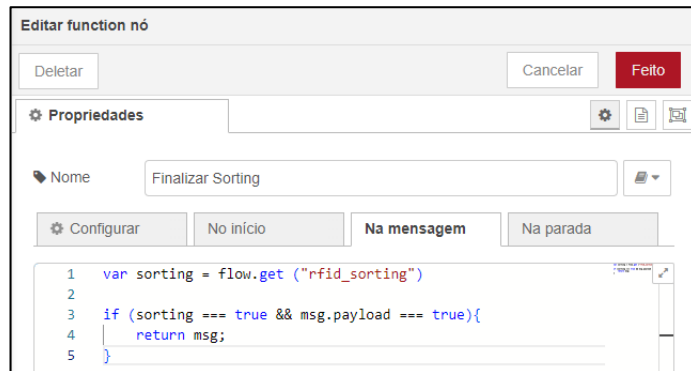 Editar function nó
Deletar Cancelar Feito
Propriedades
Nome Finalizar Sorting
Configurar No início Na mensagem Na parada
1 var sorting = flow.get ("rfid_sorting")
2
3 if (sorting === true && msg.payload === true){
4 return msg;
5 }